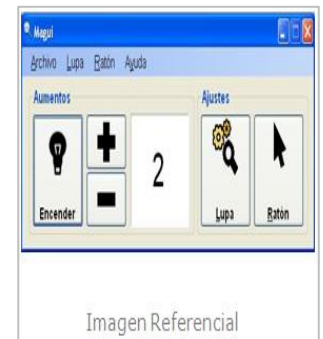 Magui
Archivo Lupa Ratón Ayuda
Aumentos
Ajustes
2
Encender
Lupa
Ratón
Imagen Referencial